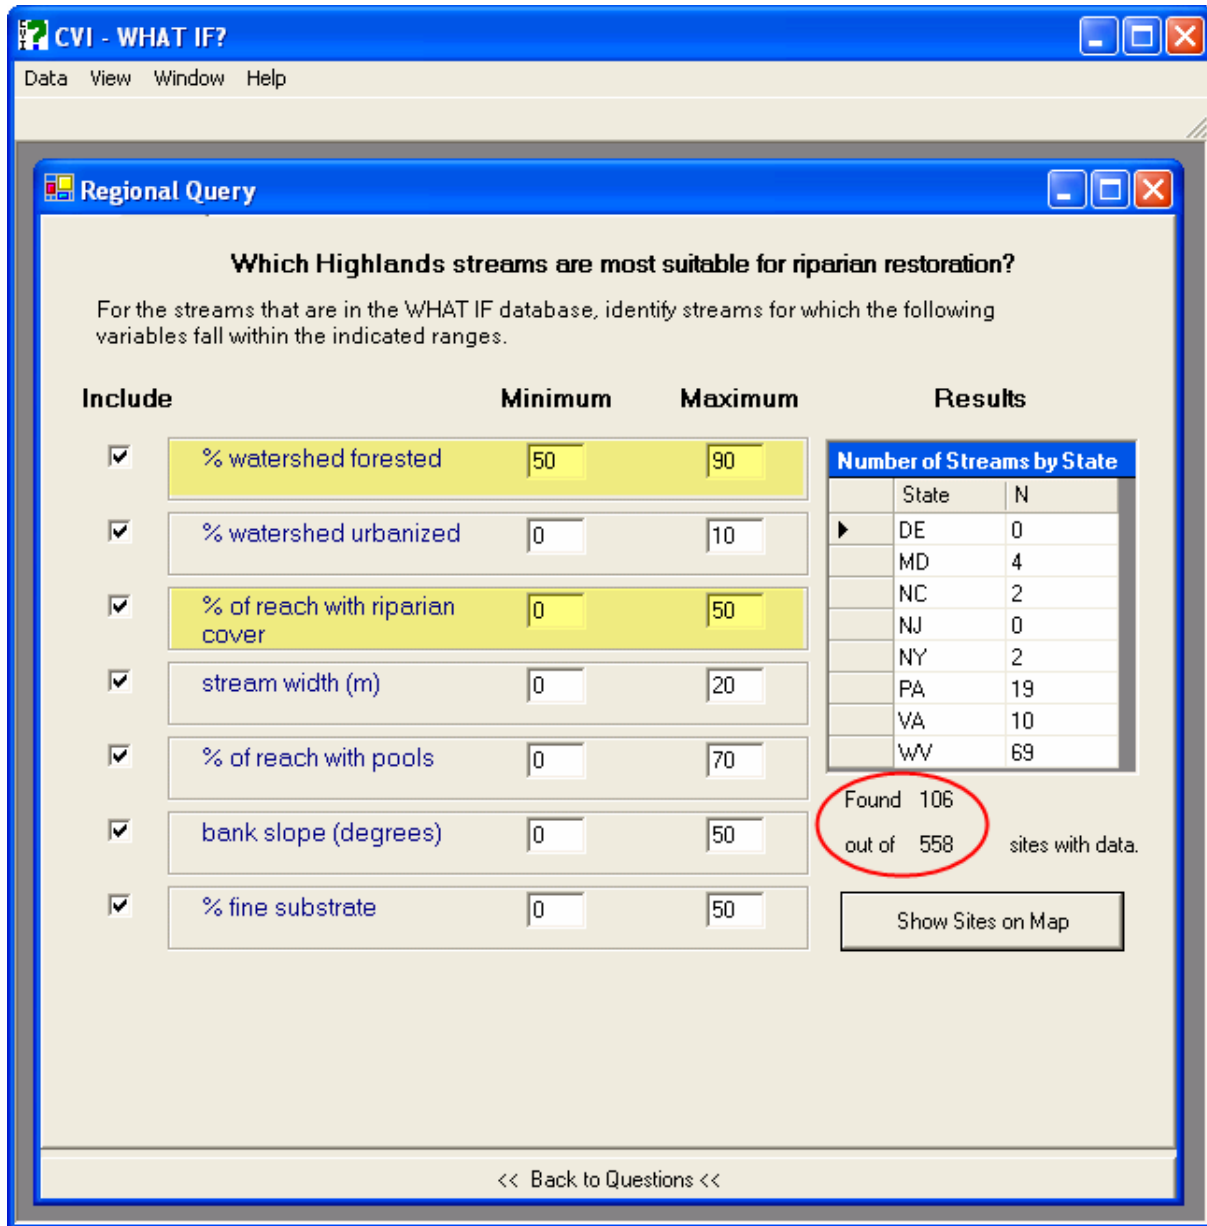 CVI - WHAT IF?
Data View Window Help
Regional Query
Which Highlands streams are most suitable for riparian restoration?
For the streams that are in the WHAT IF database, identify streams for which the following
variables fall within the indicated ranges.
Include Minimum Maximum Results
% watershed forested 50 90
% watershed urbanized 0 10
% of reach with riparian
cover 0 50
stream width (m) 0 20
% of reach with pools 0 70
bank slope (degrees) 0 50
% fine substrate 0 50
Number of Streams by State
State N
DE 0
MD 4
NC 2
NJ 0
NY 2
PA 19
VA 10
WV 69
Found 106
out of 558 sites with data.
Show Sites on Map
<< Back to Questions <<